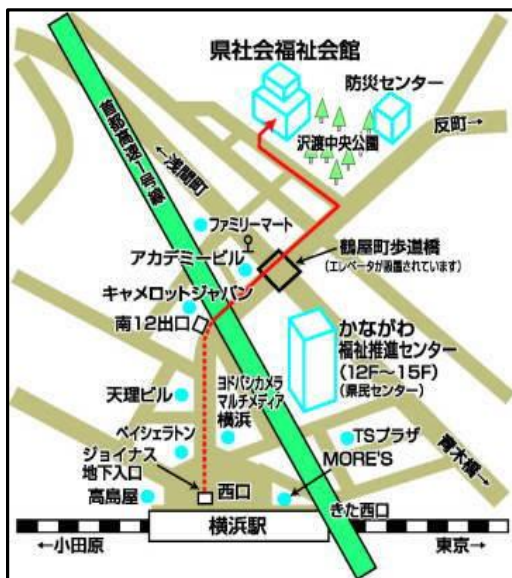 県社会福祉会館
防災センター
沢渡中央公園
反町→
首都高速一号線
←浅間町
ファミリーマート
アカデミービル
鶴屋町歩道橋
(エレベータが設置されています)
キャメロットジャパン
南12出口
かながわ
福祉推進センター
(12F～15F)
(県民センター)
天理ビル
ヨドバシカメラ
マルチメディア
横浜
ベイシェラトン
TSプラザ
青木橋→
ジョイナス
地下入口
MORE'S
高島屋
西口
きた西口
横浜駅
←小田原
東京→